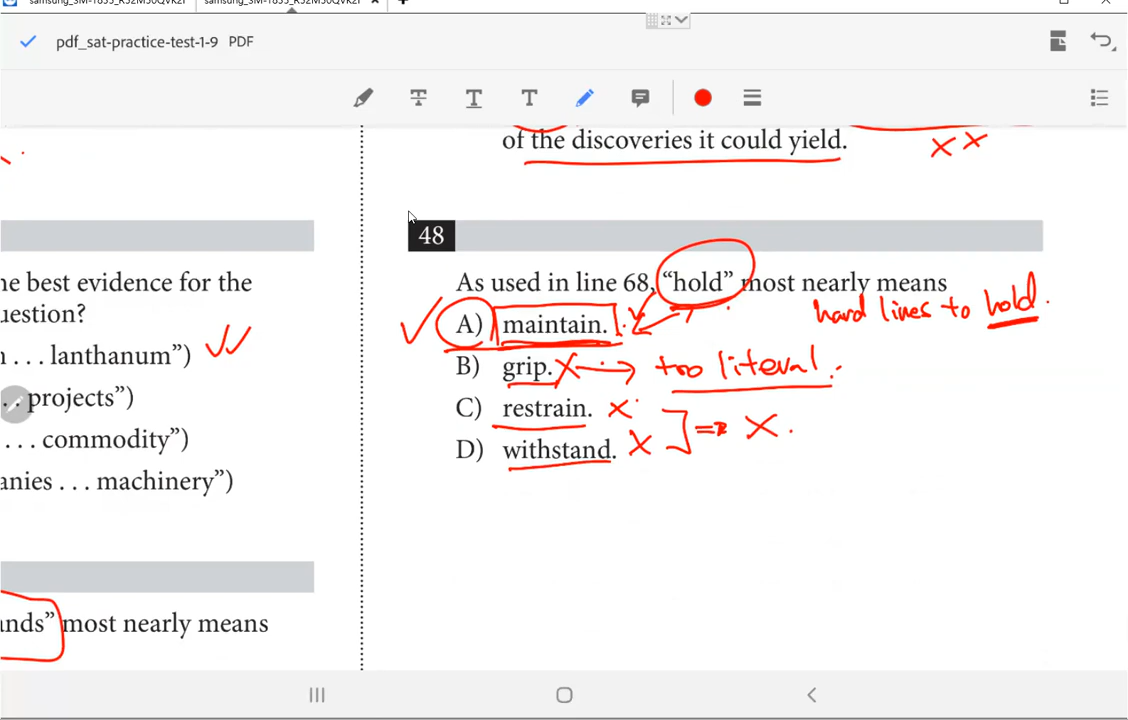 pdf_sat-practice-test-1-9 PDF
of the discoveries it could yield.
x x
he best evidence for the
uestion?
n . . . lanthanum”)
. . . projects”)
. . . commodity”)
anies . . . machinery”)
ands” most nearly means
48
As used in line 68, “hold” most nearly means
hard lines to hold.
A) maintain.
B) grip. x → too literal.
C) restrain. x
D) withstand. x ⇒ x.